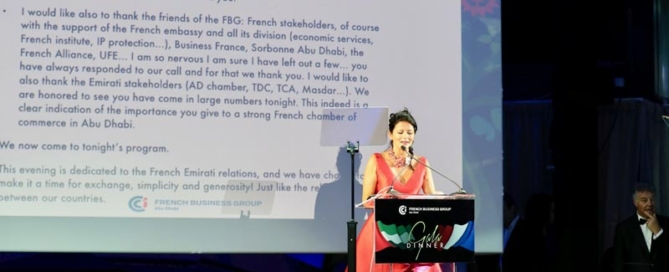 • I would like also to thank the friends of the FBG: French stakeholders, of course
with the support of the French embassy and all its division (economic services,
French institute, IP protection...), Business France, Sorbonne Abu Dhabi, the
French Alliance, UFE... I am so nervous I am sure I have left out a few... you
have always responded to our call and for that we thank you. I would like to
also thank the Emirati stakeholders (AD chamber, TDC, TCA, Masdar...). We
are honored to see you have come in large numbers tonight. This indeed is a
clear indication of the importance you give to a strong French chamber of
commerce in Abu Dhabi.
We now come to tonight's program.
This evening is dedicated to the French Emirati relations, and we have
make it a time for exchange, simplicity and generosity! Just like the
between our countries.
FRENCH BUSINESS GROUP
FRENCH BUSINESS GROUP
Gala
DINNER